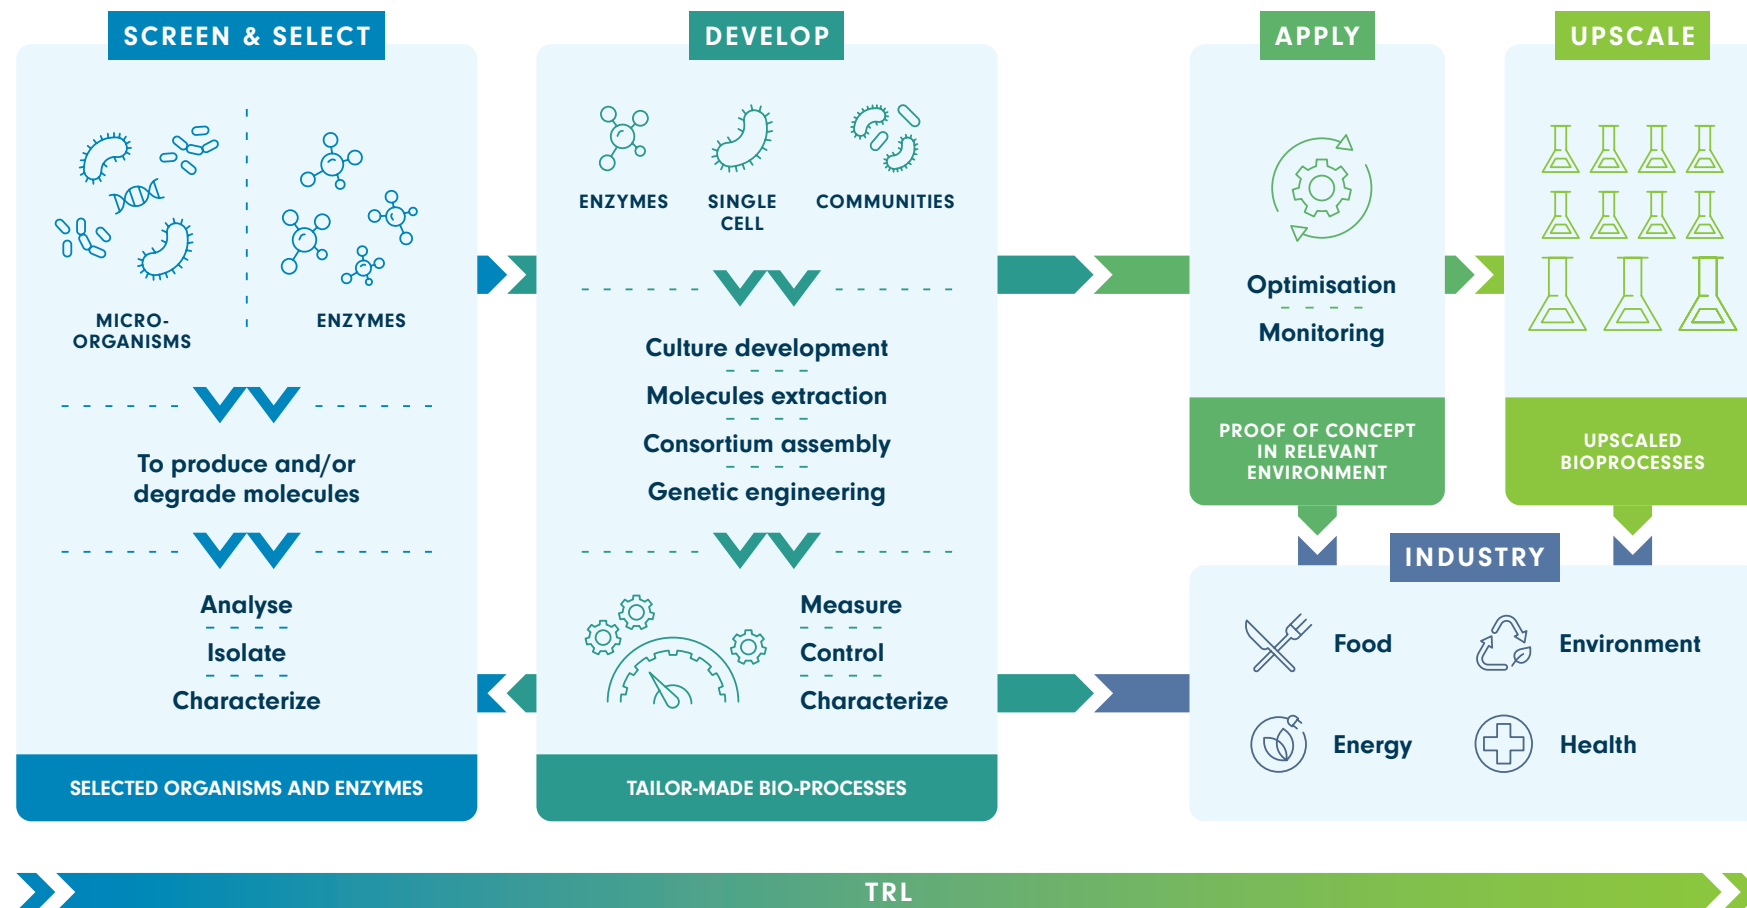 SCREEN & SELECT
MICRO-
ORGANISMS
ENZYMES
To produce and/or
degrade molecules
Analyse
Isolate
Characterize
SELECTED ORGANISMS AND ENZYMES
DEVELOP
ENZYMES
SINGLE
CELL
COMMUNITIES
Culture development
Molecules extraction
Consortium assembly
Genetic engineering
Measure
Control
Characterize
TAILOR-MADE BIO-PROCESSES
APPLY
Optimisation
Monitoring
PROOF OF CONCEPT
IN RELEVANT
ENVIRONMENT
UPSCALE
UPSCALED
BIOPROCESSES
INDUSTRY
Food
Environment
Energy
Health
TRL